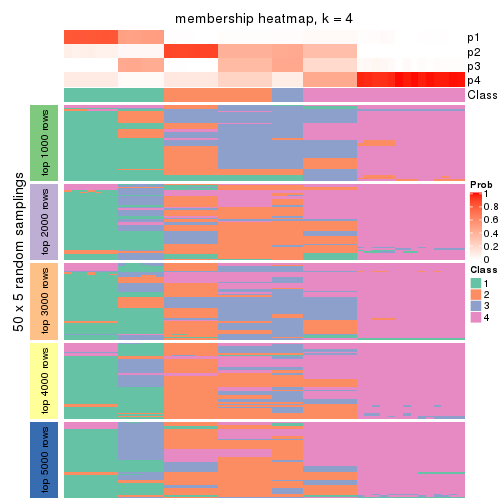 membership heatmap, k = 4
p1
p2
p3
p4
Class
50 x 5 random samplings
top 1000 rows
top 2000 rows
top 3000 rows
top 4000 rows
top 5000 rows
Prob
1
0.8
0.6
0.4
0.2
0
Class
1
2
3
4